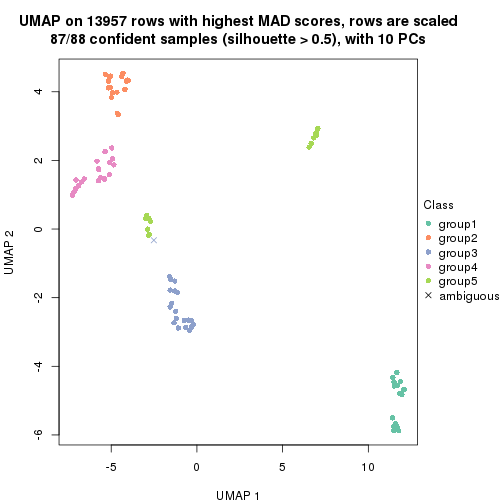 UMAP on 13957 rows with highest MAD scores, rows are scaled
87/88 confident samples (silhouette > 0.5), with 10 PCs
4
2
0
-2
-4
-6
UMAP 2
-5
0
5
10
UMAP 1
Class
group1
group2
group3
group4
group5
ambiguous